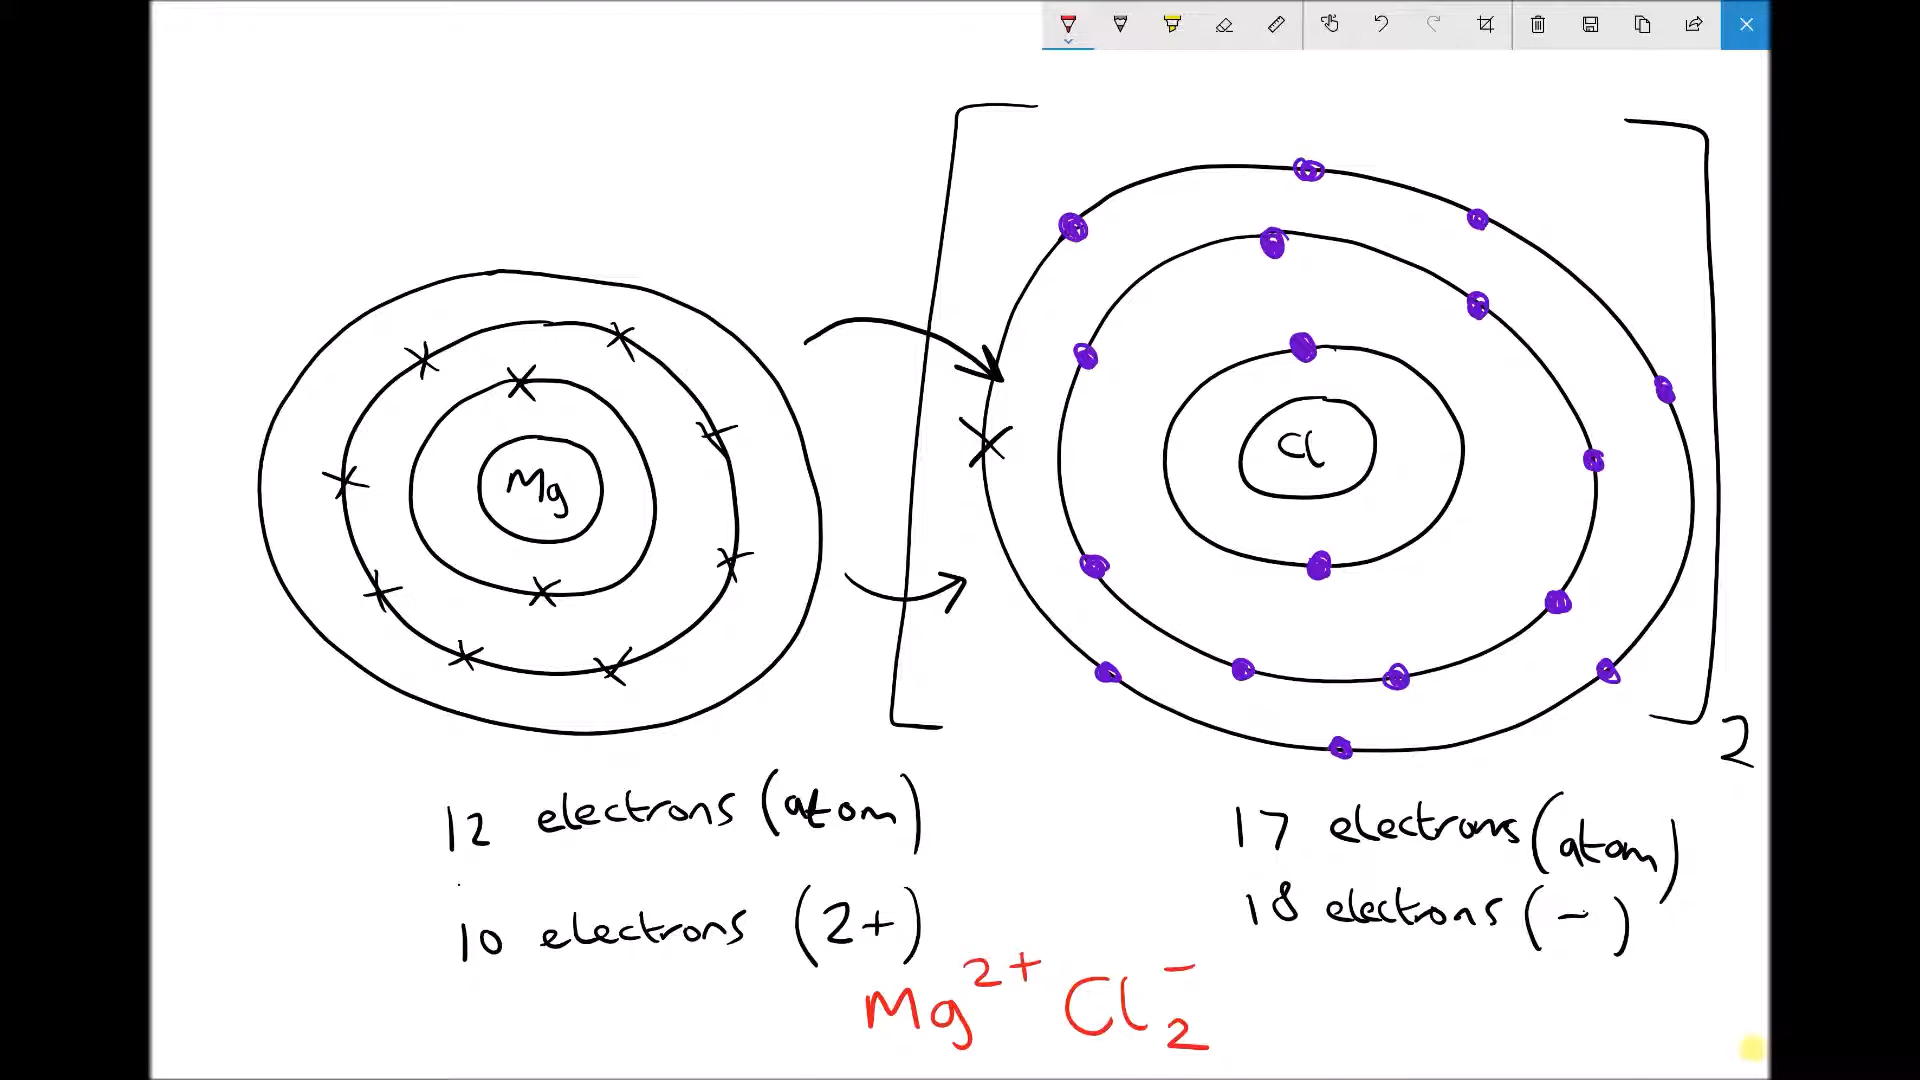 Mg
Cl
2
12 electrons (atom)
10 electrons (2+)
17 electrons (atom)
18 electrons (-)
Mg²⁺ Cl₂⁻